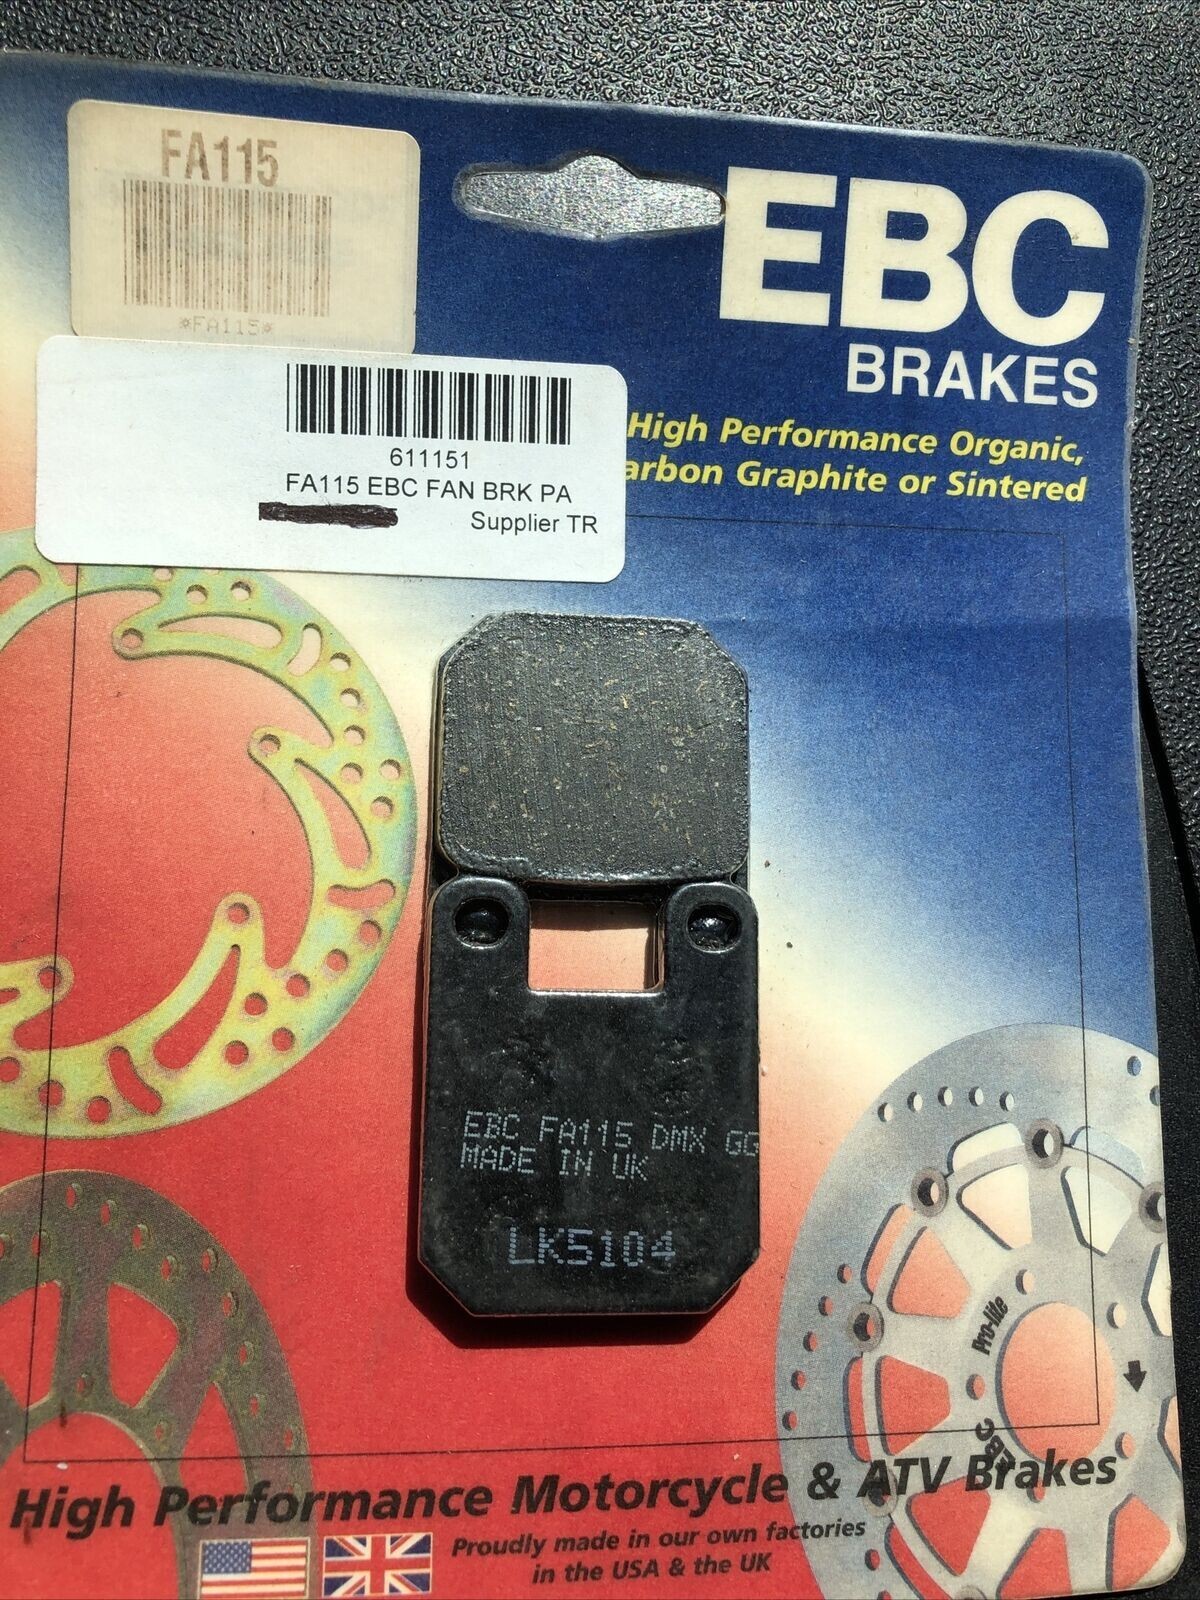 FA115
*FA115*
EBC
BRAKES
High Performance Organic,
arbon Graphite or Sintered
611151
FA115 EBC FAN BRK PA
Supplier TR
EBC FA115 DMX GG
MADE IN UK
LK5104
Pro-lite
EBC
High Performance Motorcycle & ATV Brakes
Proudly made in our own factories
in the USA & the UK